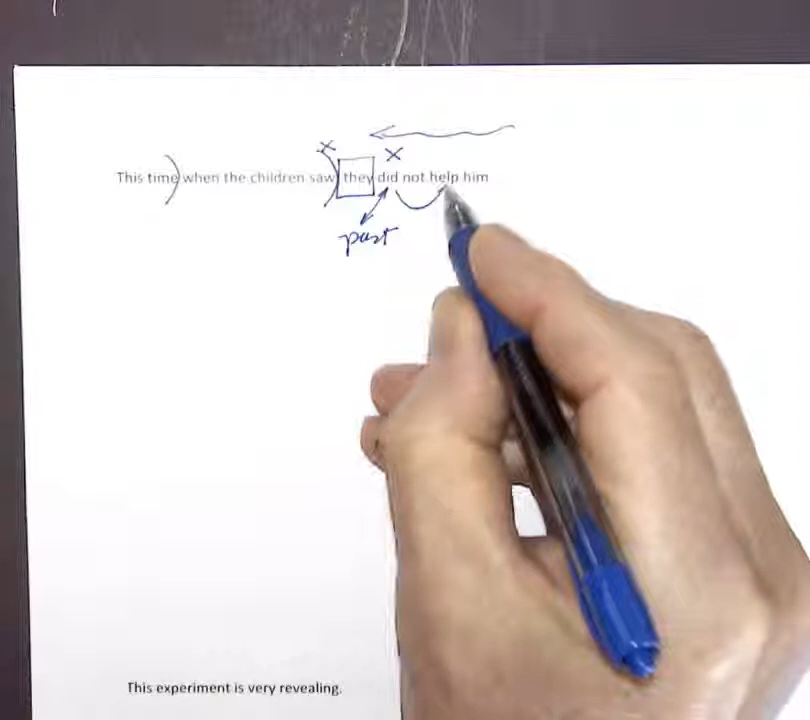 This time when the children saw they did not help him
past
This experiment is very revealing.